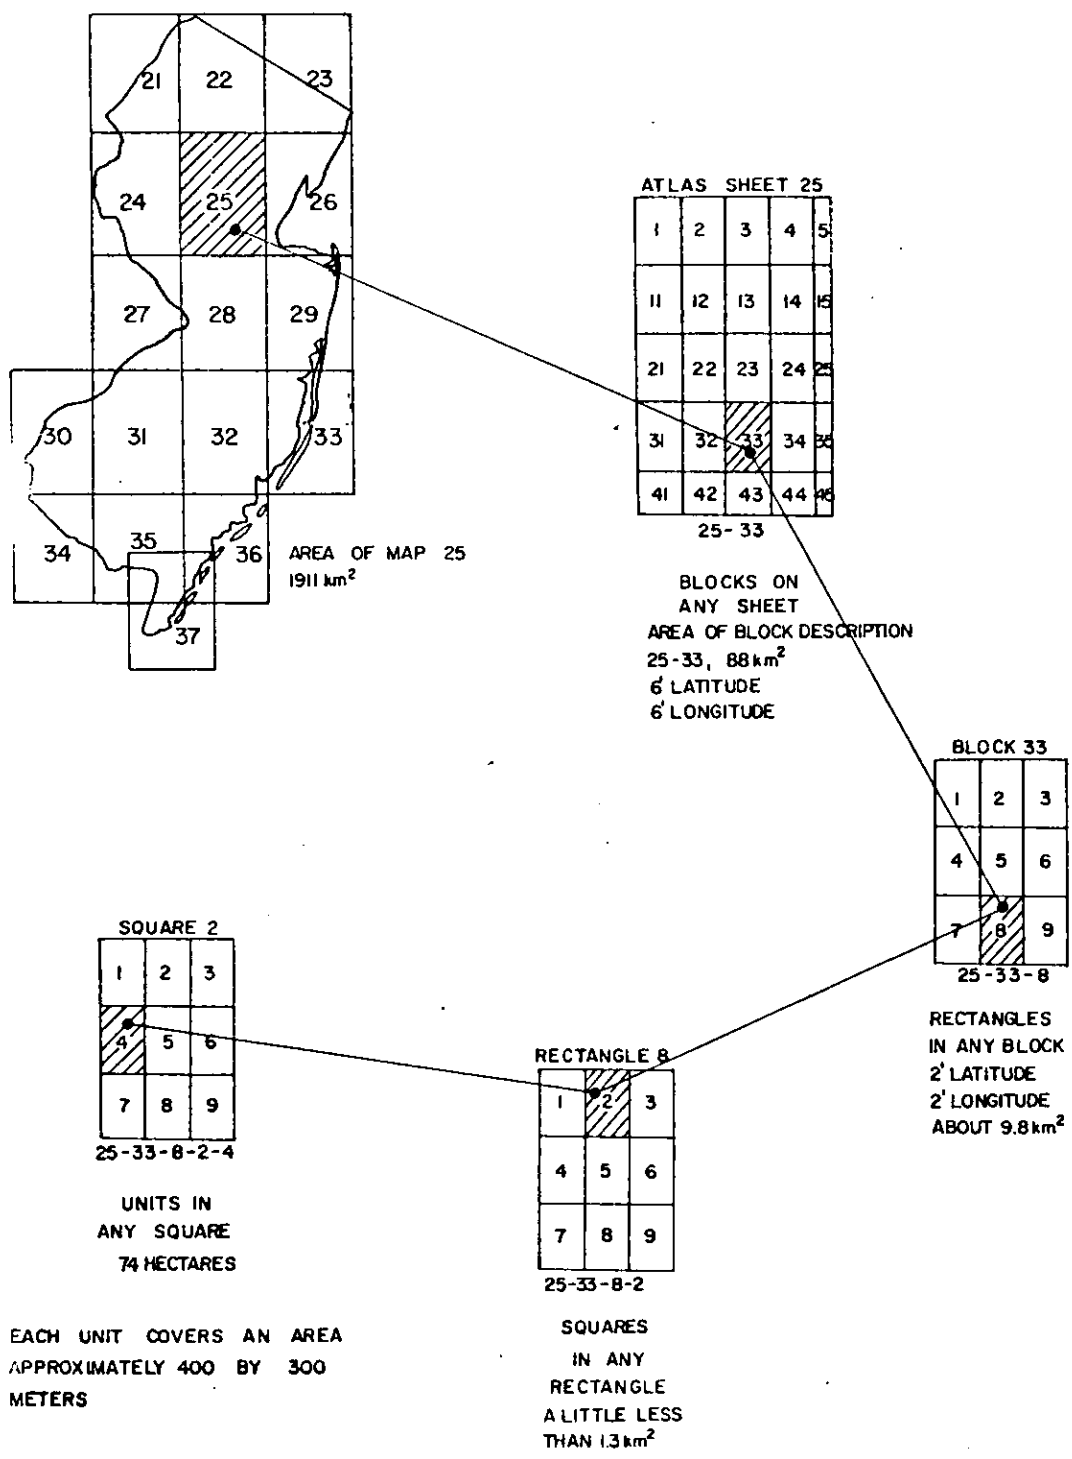 21 22 23
24 25 26
27 28 29
30 31 32 33
34 35 36
37
AREA OF MAP 25
1911 km²
ATLAS SHEET 25
1 2 3 4 5
11 12 13 14 15
21 22 23 24 25
31 32 33 34 35
41 42 43 44
25-33
BLOCKS ON
ANY SHEET
AREA OF BLOCK DESCRIPTION
25-33, 88 km²
6' LATITUDE
6' LONGITUDE
BLOCK 33
1 2 3
4 5 6
7 8 9
25-33-8
RECTANGLES
IN ANY BLOCK
2' LATITUDE
2' LONGITUDE
ABOUT 9.8 km²
RECTANGLE 8
1 2 3
4 5 6
7 8 9
25-33-8-2
SQUARES
IN ANY
RECTANGLE
A LITTLE LESS
THAN 1.3 km²
SQUARE 2
1 2 3
4 5 6
7 8 9
25-33-8-2-4
UNITS IN
ANY SQUARE
74 HECTARES
EACH UNIT COVERS AN AREA
APPROXIMATELY 400 BY 300
METERS